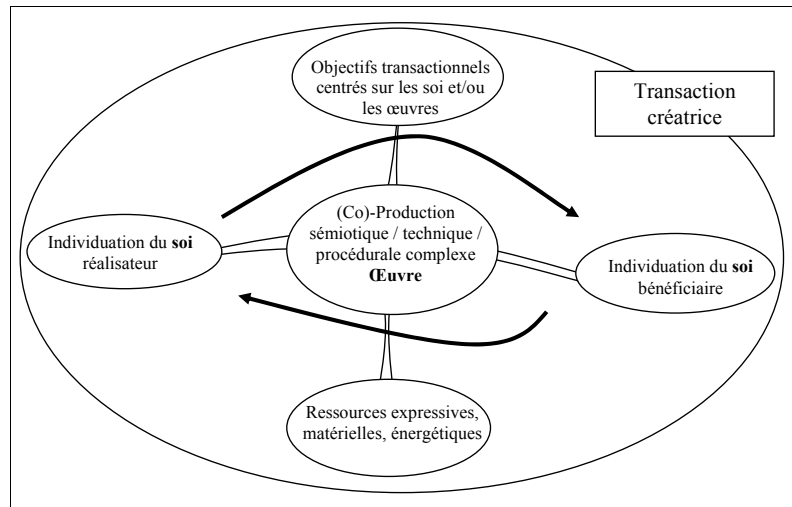 Objectifs transactionnels
centrés sur les soi et/ou
les œuvres
Transaction
créatrice
(Co)-Production
sémiotique / technique /
procédurale complexe
Œuvre
Individuation du soi
réalisateur
Individuation du soi
bénéficiaire
Ressources expressives,
matérielles, énergétiques